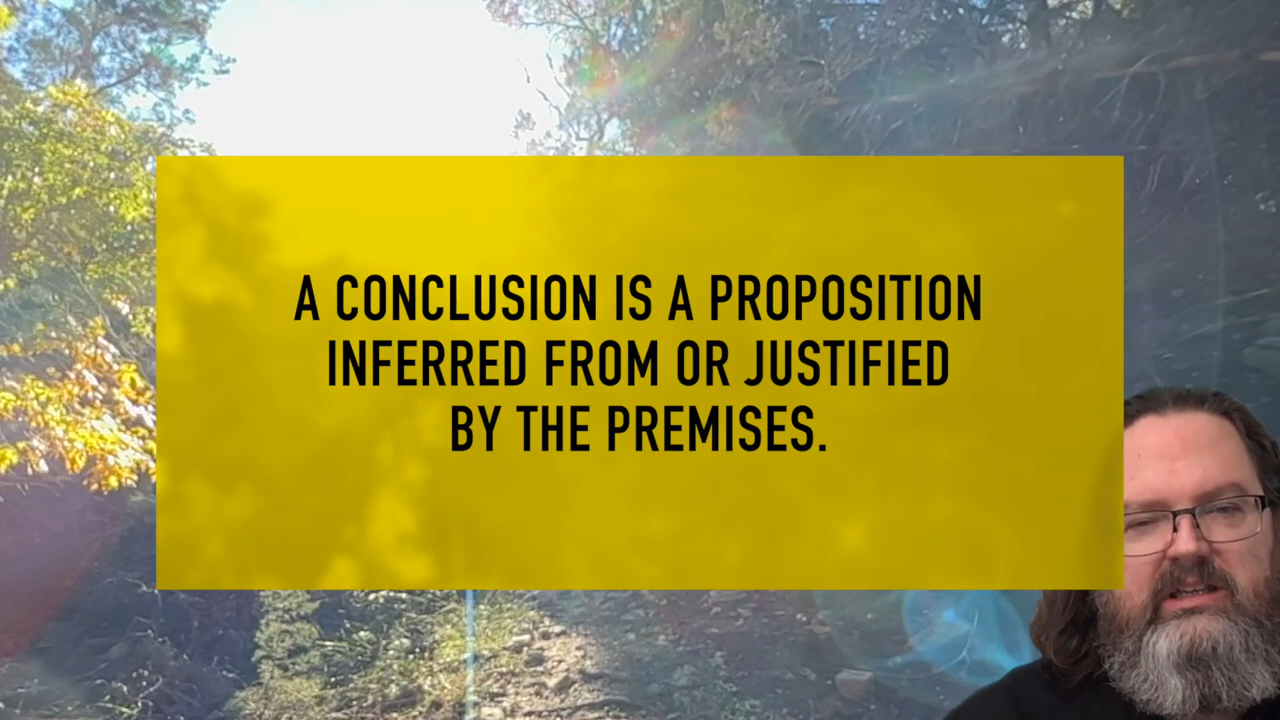 A CONCLUSION IS A PROPOSITION
INFERRED FROM OR JUSTIFIED
BY THE PREMISES.